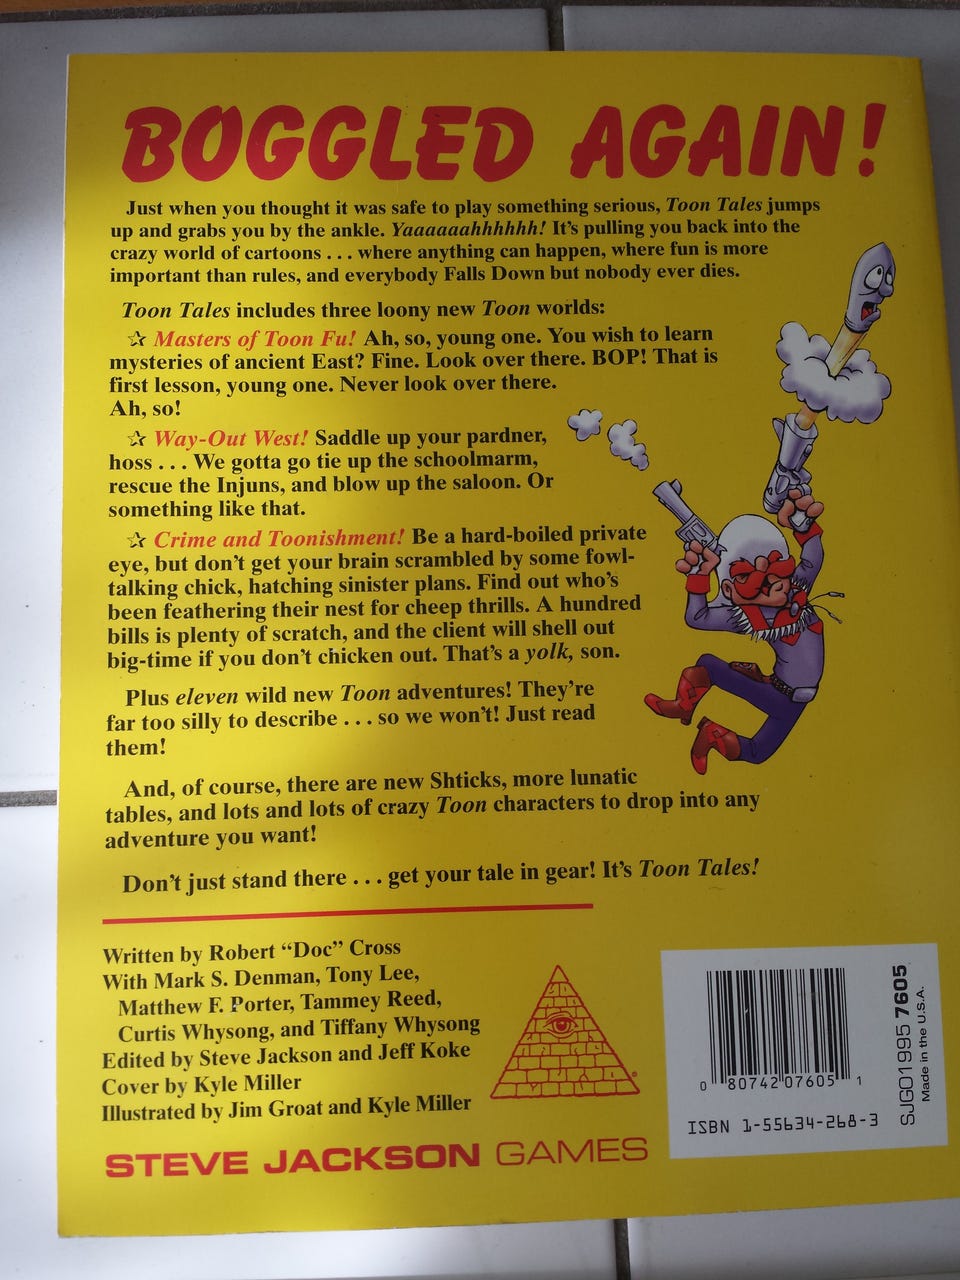 BOGGLED AGAIN!
Just when you thought it was safe to play something serious, Toon Tales jumps
up and grabs you by the ankle. Yaaaaaahhhhhh! It's pulling you back into the
crazy world of cartoons . . . where anything can happen, where fun is more
important than rules, and everybody Falls Down but nobody ever dies.
Toon Tales includes three loony new Toon worlds:
☆ Masters of Toon Fu! Ah, so, young one. You wish to learn
mysteries of ancient East? Fine. Look over there. BOP! That is
first lesson, young one. Never look over there.
Ah, so!
☆ Way-Out West! Saddle up your pardner,
hoss . . . We gotta go tie up the schoolmarm,
rescue the Injuns, and blow up the saloon. Or
something like that.
☆ Crime and Toonishment! Be a hard-boiled private
eye, but don't get your brain scrambled by some fowl-
talking chick, hatching sinister plans. Find out who's
been feathering their nest for cheep thrills. A hundred
bills is plenty of scratch, and the client will shell out
big-time if you don't chicken out. That's a yolk, son.
Plus eleven wild new Toon adventures! They're
far too silly to describe . . . so we won't! Just read
them!
And, of course, there are new Shticks, more lunatic
tables, and lots and lots of crazy Toon characters to drop into any
adventure you want!
Don't just stand there . . . get your tale in gear! It's Toon Tales!
Written by Robert “Doc” Cross
With Mark S. Denman, Tony Lee,
Matthew F. Porter, Tammey Reed,
Curtis Whysong, and Tiffany Whysong
Edited by Steve Jackson and Jeff Koke
Cover by Kyle Miller
Illustrated by Jim Groat and Kyle Miller
STEVE JACKSON GAMES
0 80742 07605 1
ISBN 1-55634-268-3
SJG01995 7605
Made in the U.S.A.